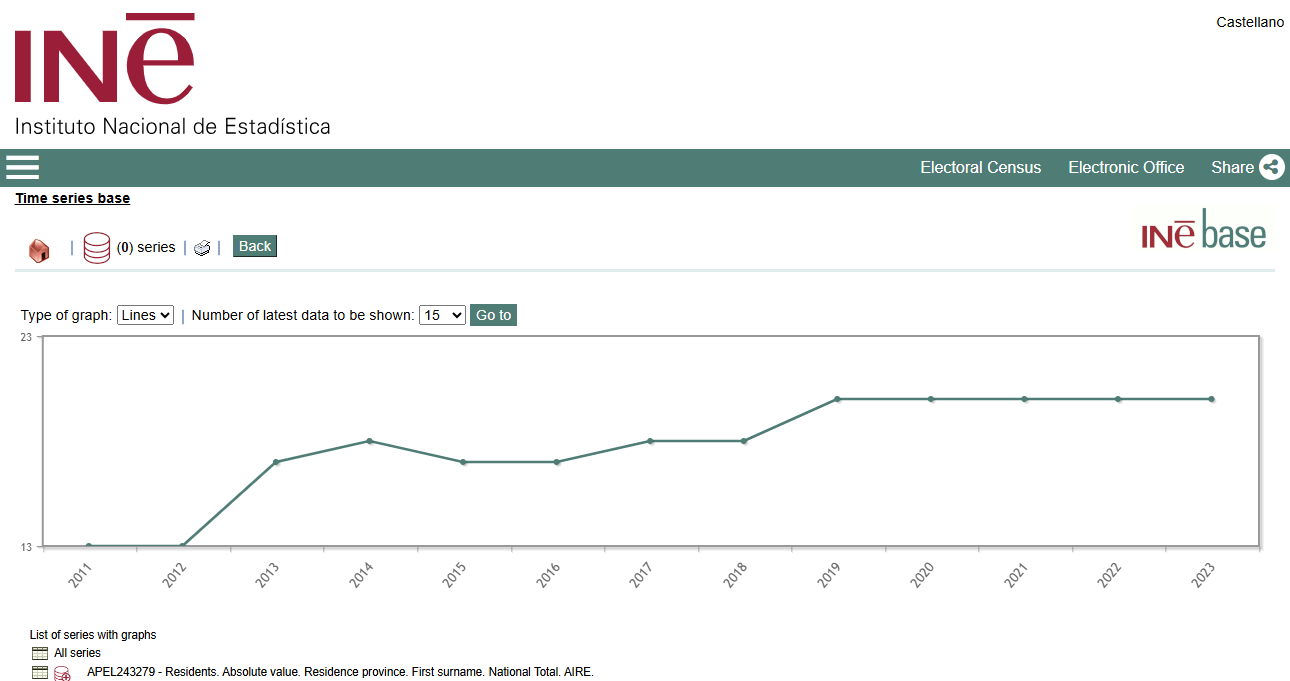 INe
Castellano
Instituto Nacional de Estadística
Electoral Census Electronic Office Share
Time series base
| (0) series | | Back
INe base
Type of graph: Lines | Number of latest data to be shown: 15 Go to
23
13
2011 2012 2013 2014 2015 2016 2017 2018 2019 2020 2021 2022 2023
List of series with graphs
All series
APEL243279 - Residents. Absolute value. Residence province. First surname. National Total. AIRE.